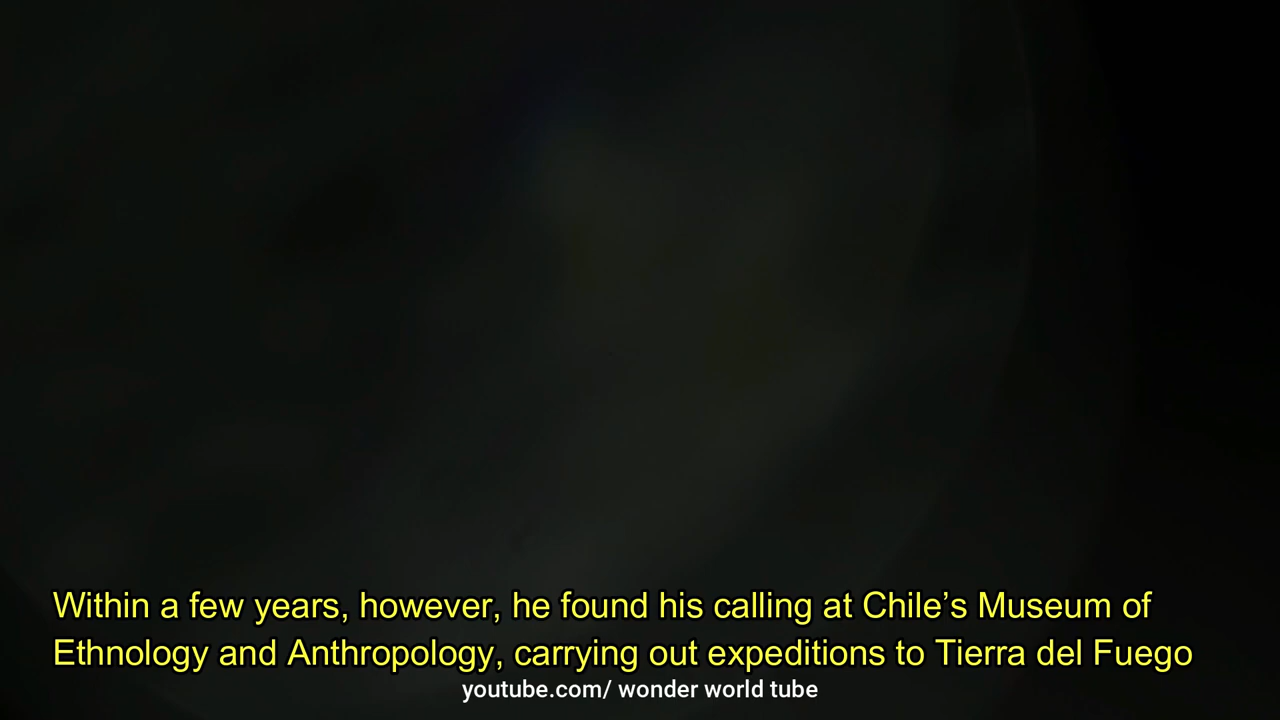 Within a few years, however, he found his calling at Chile’s Museum of
Ethnology and Anthropology, carrying out expeditions to Tierra del Fuego
youtube.com/ wonder world tube